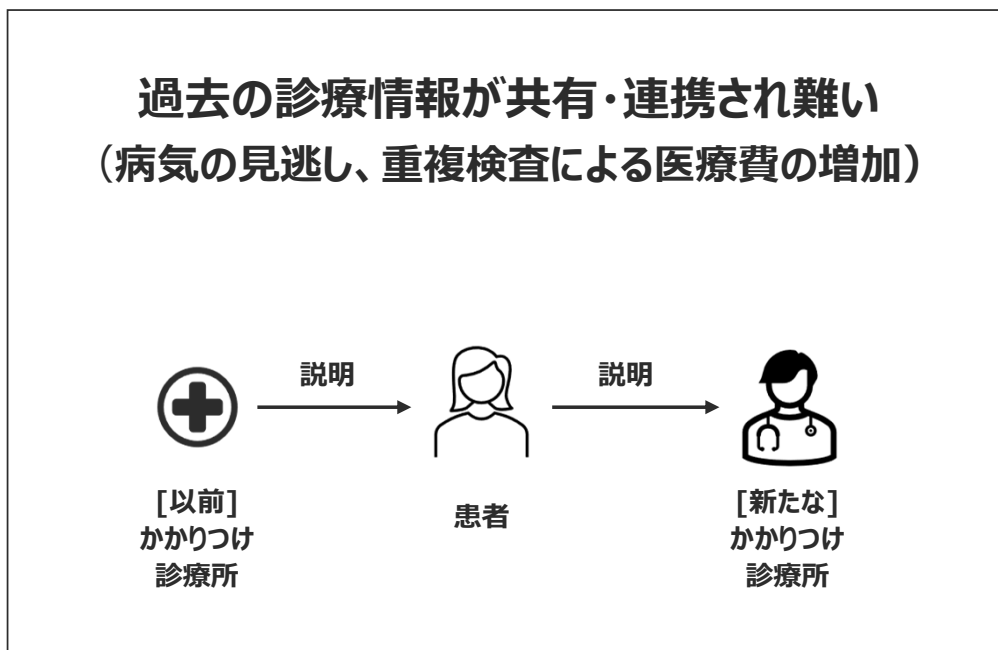 過去の診療情報が共有・連携され難い
（病気の見逃し、重複検査による医療費の増加）
説明
説明
[以前]
かかりつけ
診療所
患者
[新たな]
かかりつけ
診療所